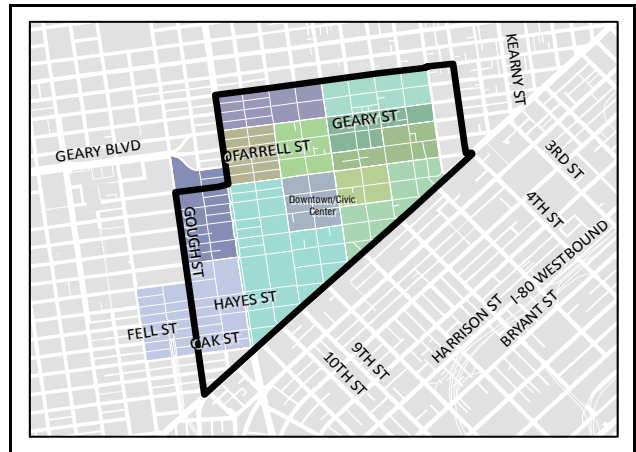 KEARNY ST
GEARY BLVD
GEARY ST
OFARRELL ST
3RD ST
4TH ST
Downtown/Civic
Center
GOUGH ST
I-80 WESTBOUND
HAYES ST
HARRISON ST
BRYANT ST
FELL ST
OAK ST
9TH ST
10TH ST